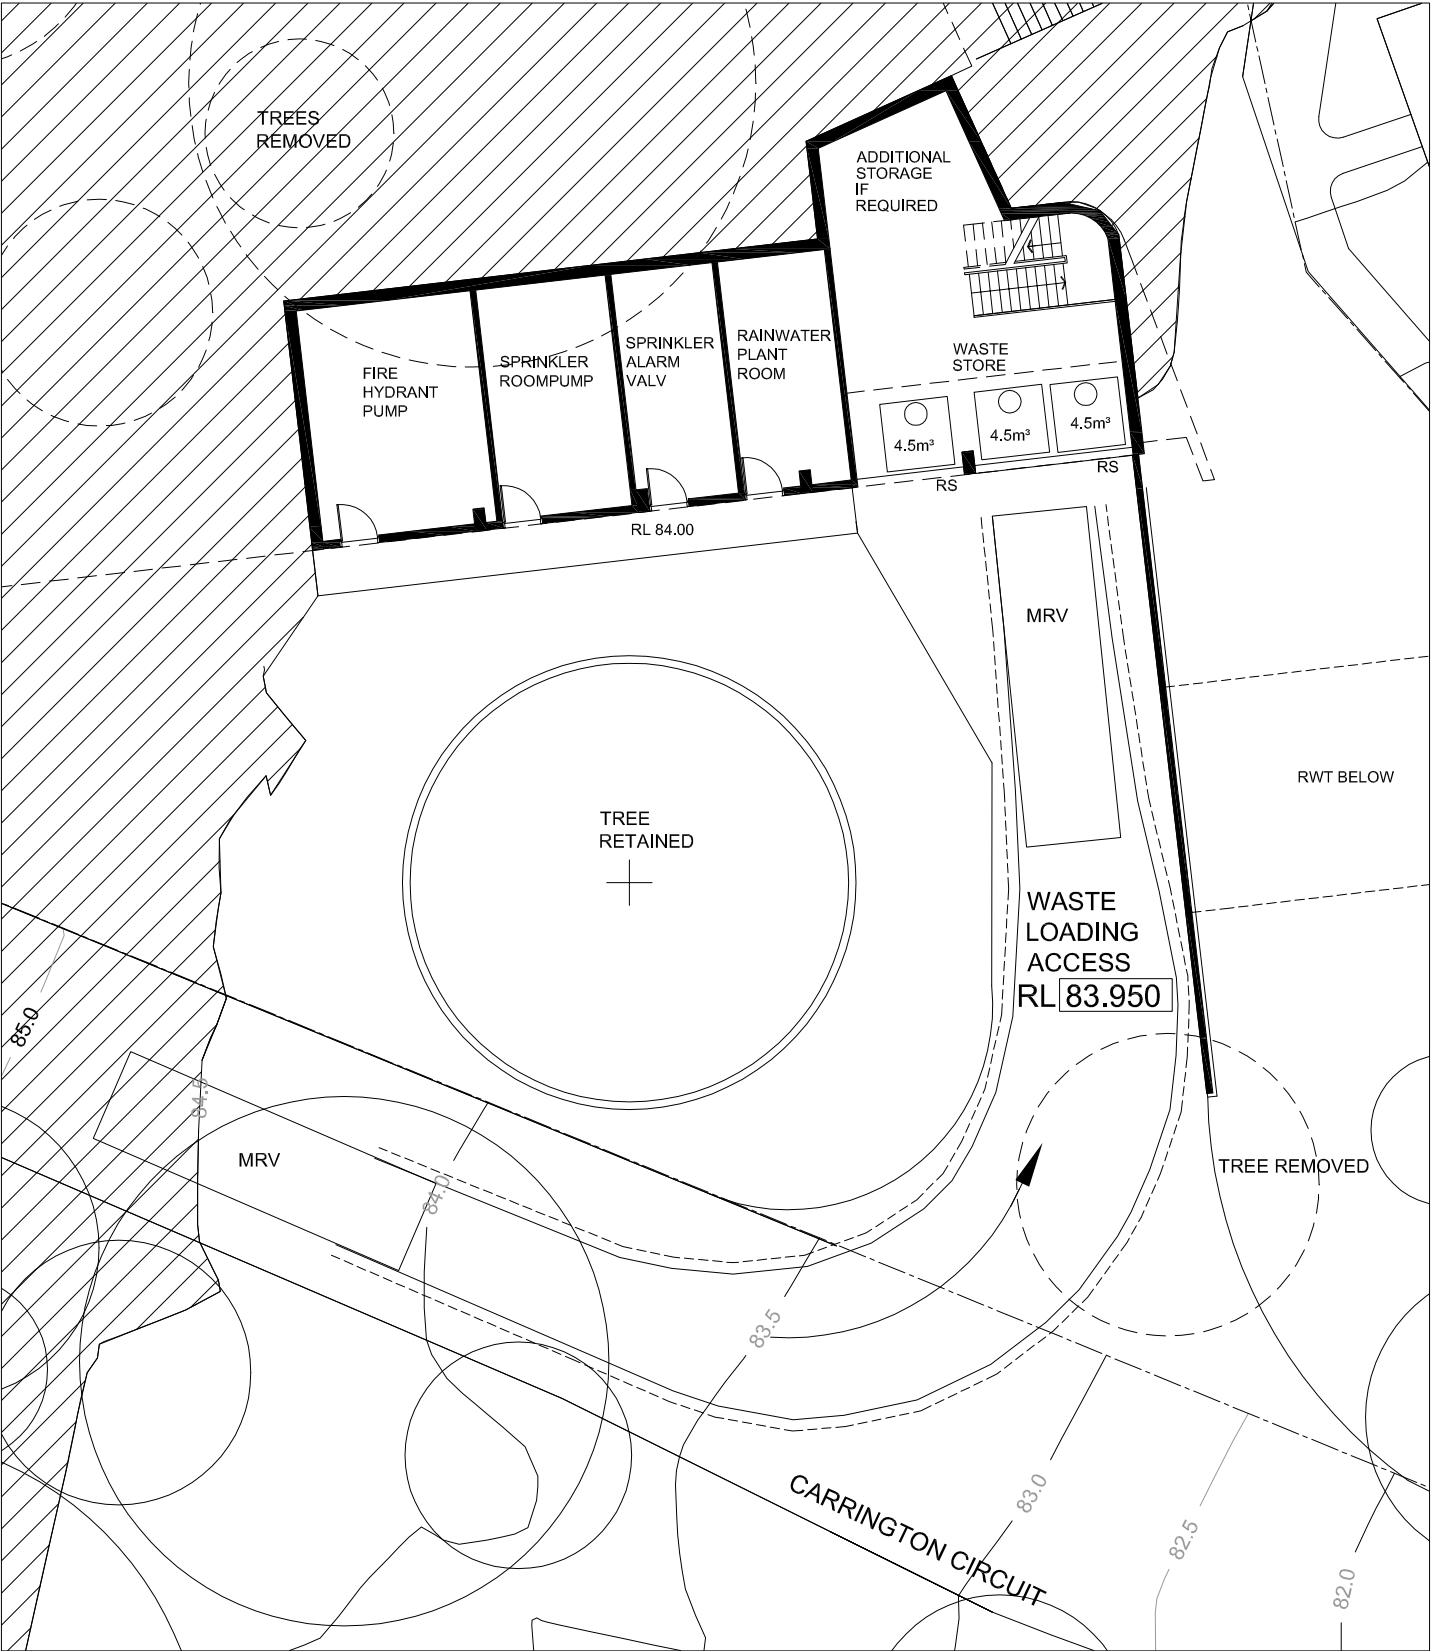 TREES
REMOVED
ADDITIONAL
STORAGE
IF
REQUIRED
FIRE
HYDRANT
PUMP
SPRINKLER
ROOMPUMP
SPRINKLER
ALARM
VALV
RAINWATER
PLANT
ROOM
WASTE
STORE
4.5m³
4.5m³
4.5m³
RS
RS
RL 84.00
MRV
RWT BELOW
TREE
RETAINED
WASTE
LOADING
ACCESS
RL 83.950
85.0
84.5
MRV
84.0
TREE REMOVED
83.5
CARRINGTON CIRCUIT
83.0
82.5
82.0